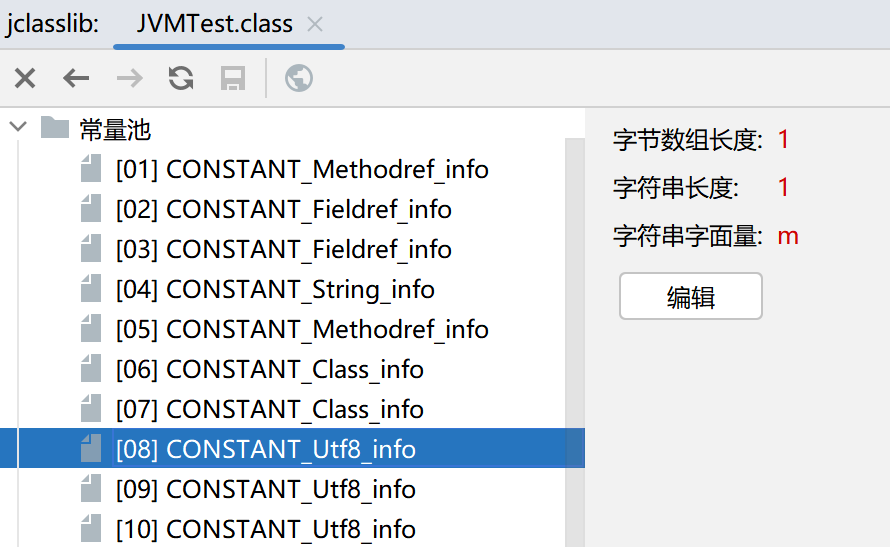 jclasslib: JVMTest.class
常量池
[01] CONSTANT_Methodref_info
[02] CONSTANT_Fieldref_info
[03] CONSTANT_Fieldref_info
[04] CONSTANT_String_info
[05] CONSTANT_Methodref_info
[06] CONSTANT_Class_info
[07] CONSTANT_Class_info
[08] CONSTANT_Utf8_info
[09] CONSTANT_Utf8_info
[10] CONSTANT_Utf8_info
字节数组长度: 1
字符串长度: 1
字符串字面量: m
编辑